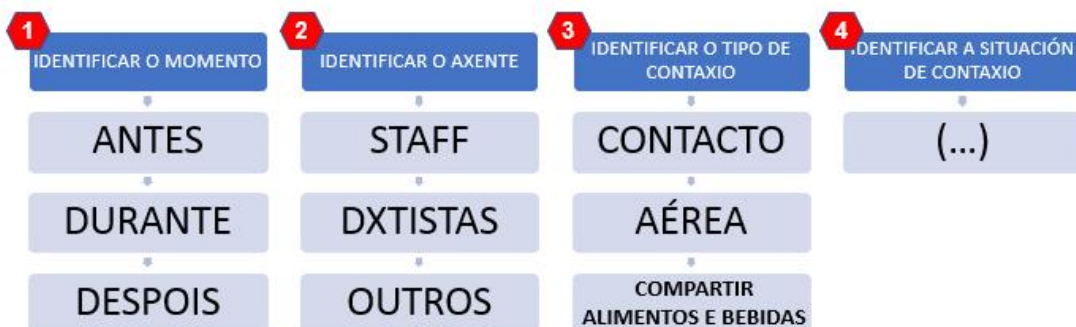 1
IDENTIFICAR O MOMENTO
ANTES
DURANTE
DESPOIS
2
IDENTIFICAR O AXENTE
STAFF
DXTISTAS
OUTROS
3
IDENTIFICAR O TIPO DE
CONTAXIO
CONTACTO
AÉREA
COMPARTIR
ALIMENTOS E BEBIDAS
4
IDENTIFICAR A SITUACIÓN
DE CONTAXIO
(...)